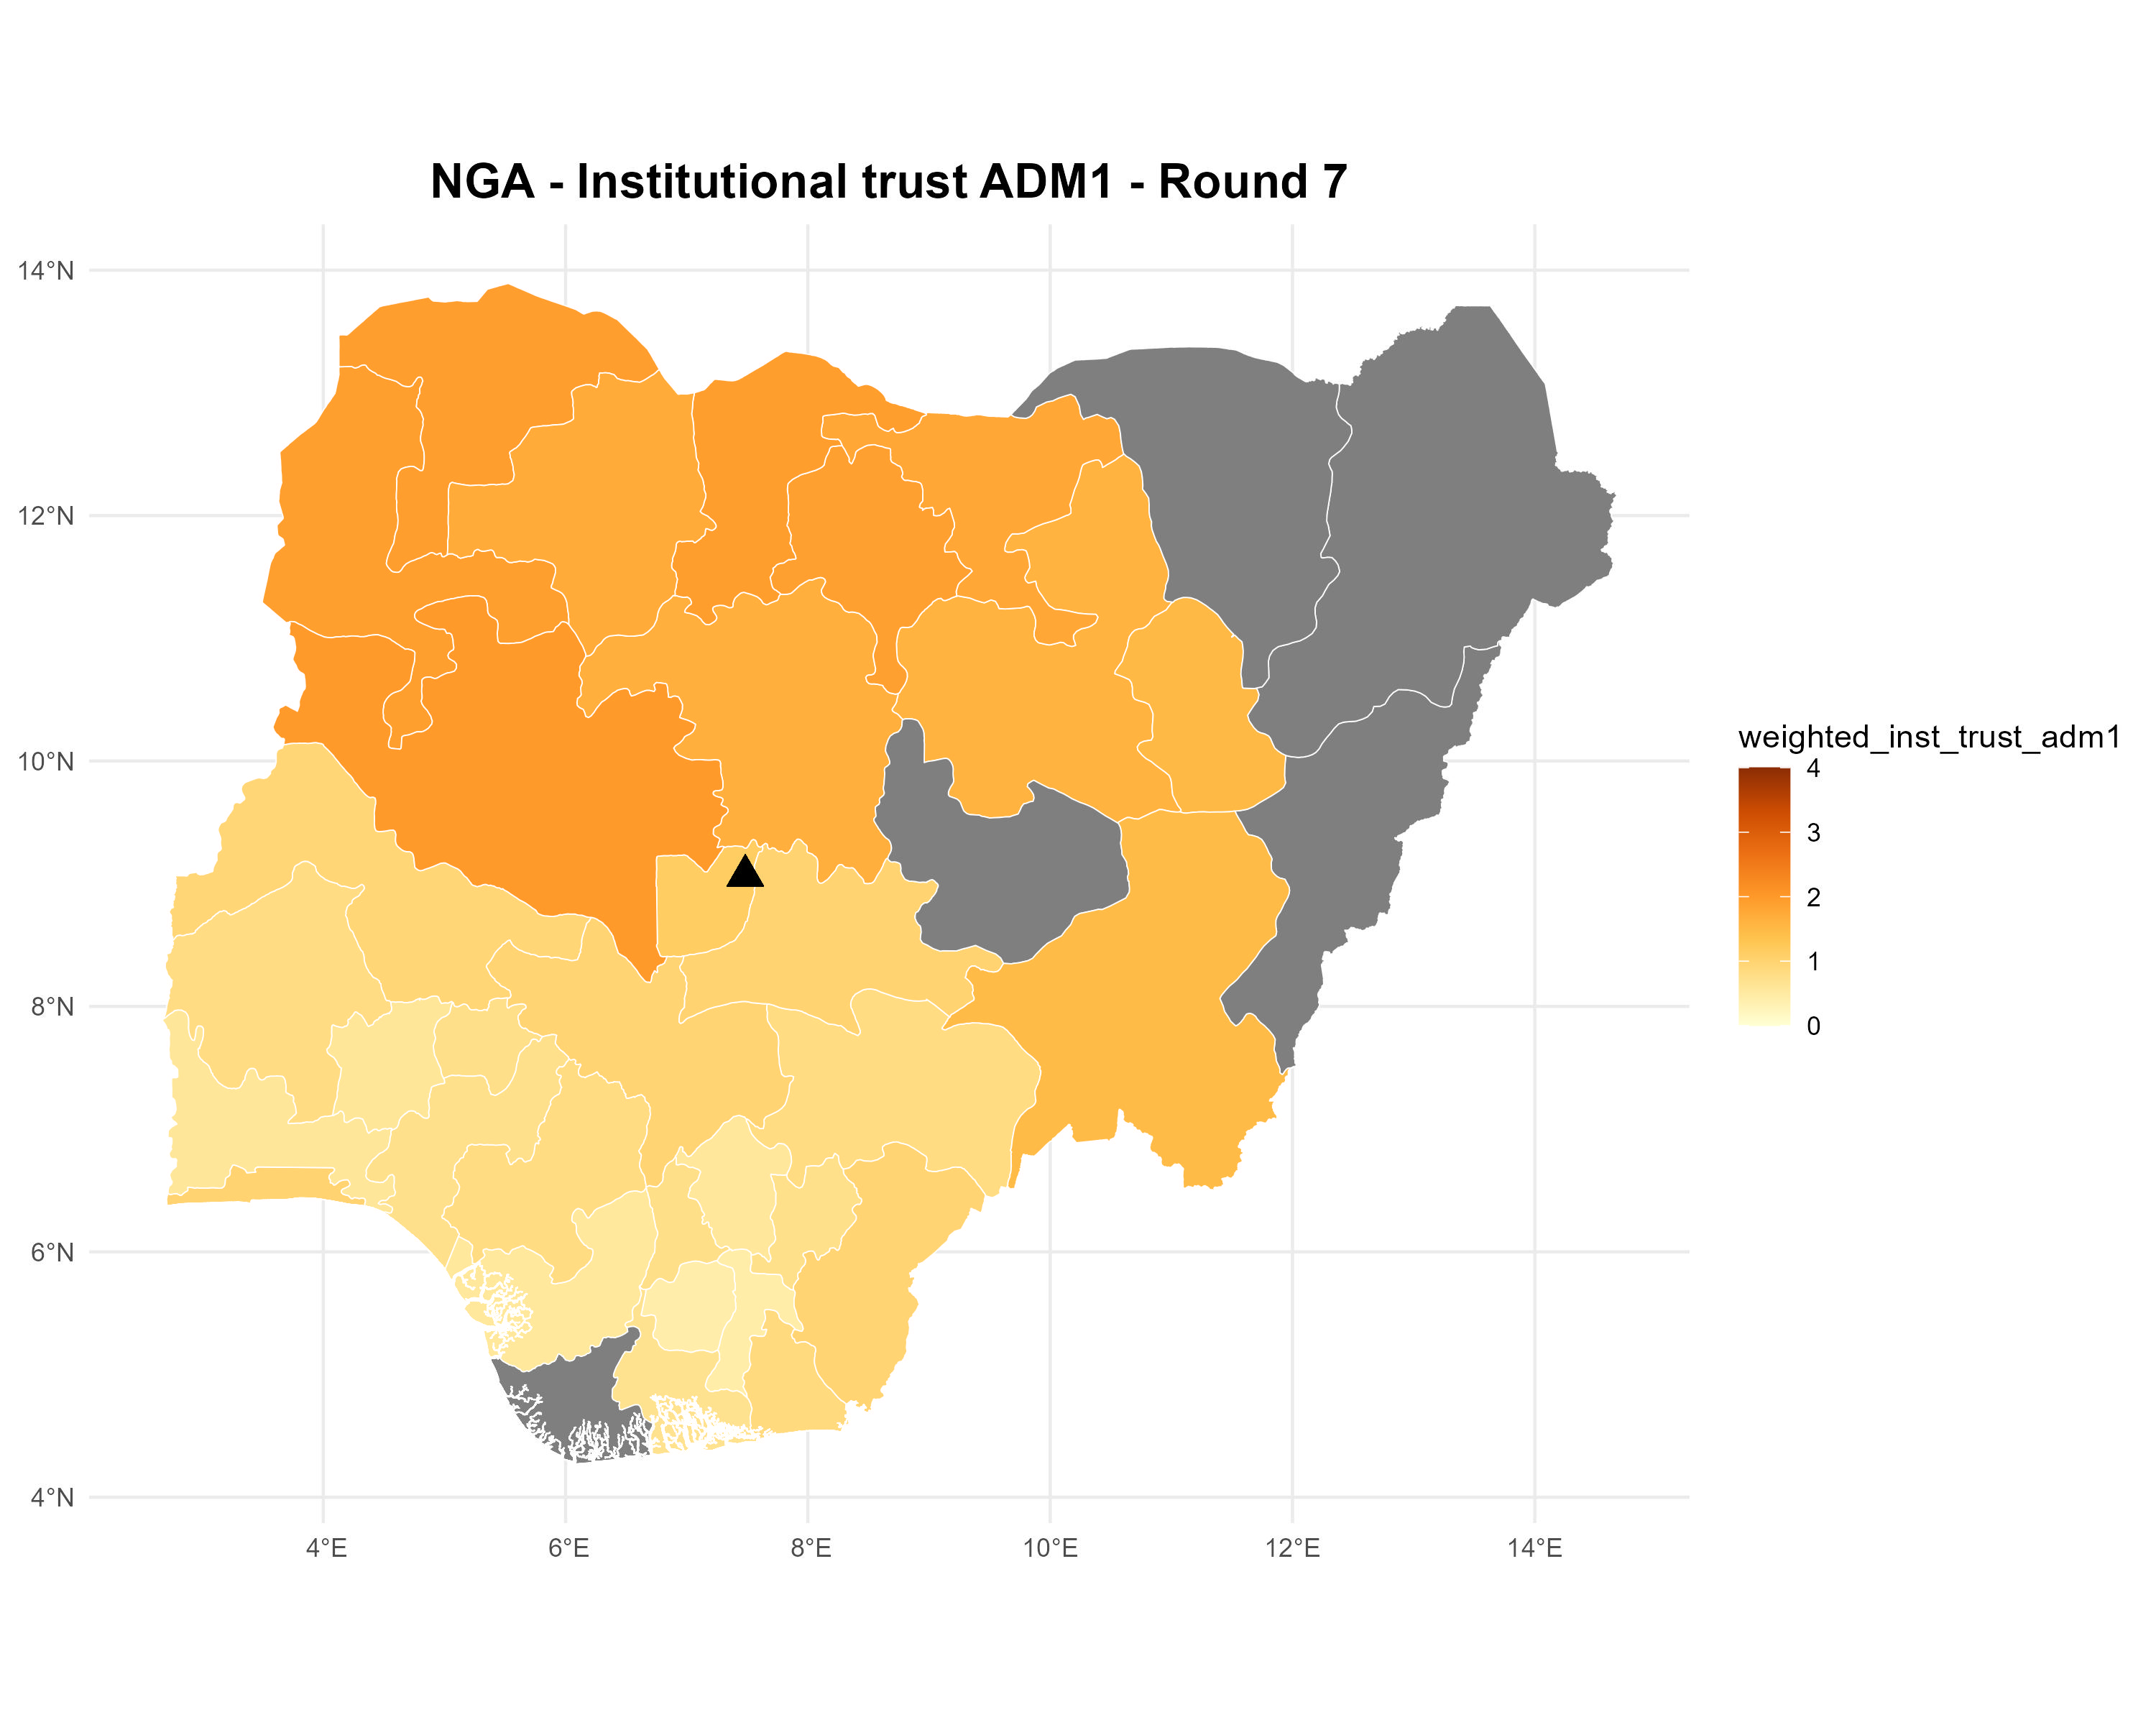 NGA - Institutional trust ADM1 - Round 7
14°N
12°N
10°N
8°N
6°N
4°N
4°E 6°E 8°E 10°E 12°E 14°E
weighted_inst_trust_adm1
4
3
2
1
0